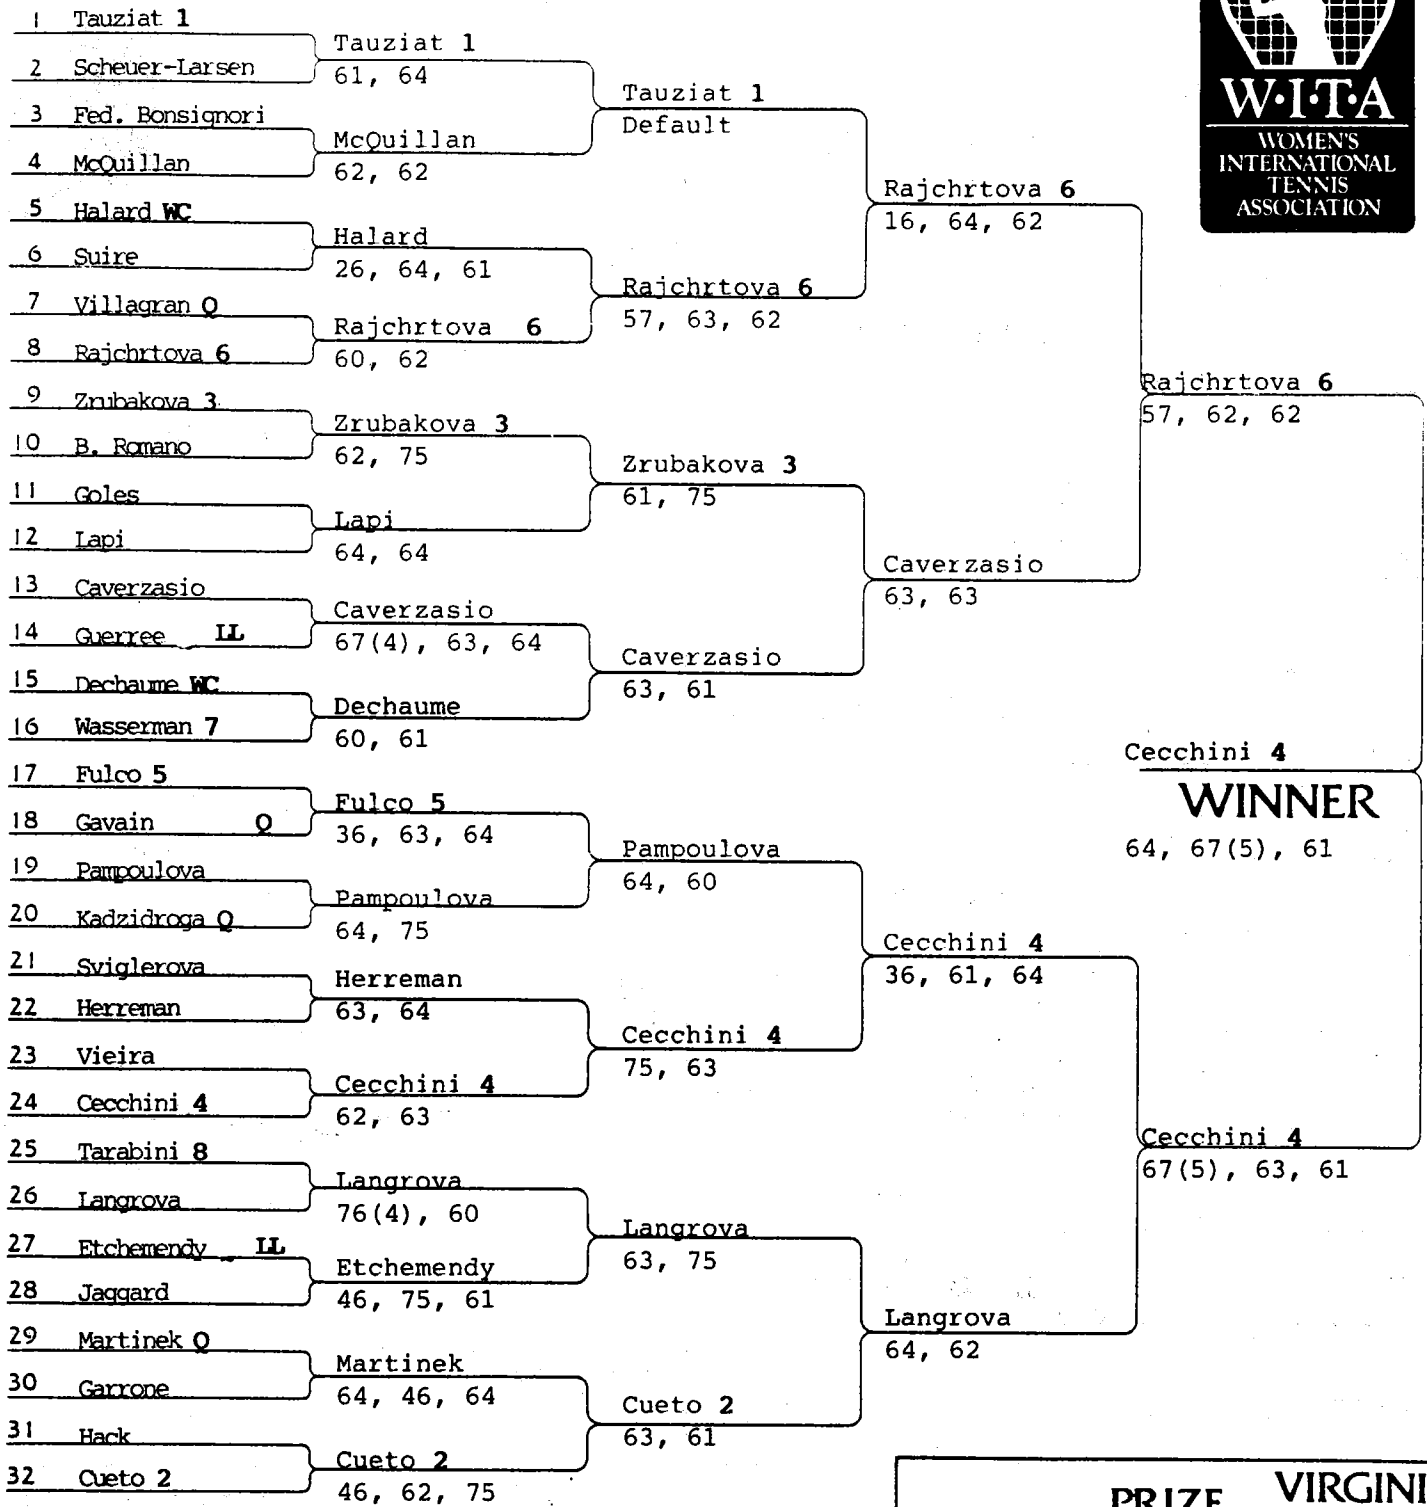 1 Tauziat 1
2 Scheuer-Larsen
3 Fed. Bonsignori
4 McQuillan
5 Halard WC
6 Suire
7 Villagran Q
8 Rajchrtova 6
9 Zrubakova 3
10 B. Romano
11 Goles
12 Lapi
13 Caverzasio
14 Guerree LL
15 Dechaume WC
16 Wasserman 7
17 Fulco 5
18 Gavain Q
19 Pampoulova
20 Kadzidroga Q
21 Sviglerova
22 Herreman
23 Vieira
24 Cecchini 4
25 Tarabini 8
26 Langrova
27 Etchemendy LL
28 Jaggard
29 Martinek Q
30 Garrone
31 Hack
32 Cueto 2
Tauziat 1
61, 64
McQuillan
62, 62
Halard
26, 64, 61
Rajchrtova 6
60, 62
Zrubakova 3
62, 75
Lapi
64, 64
Caverzasio
67(4), 63, 64
Dechaume
60, 61
Fulco 5
36, 63, 64
Pampoulova
64, 75
Herreman
63, 64
Cecchini 4
62, 63
Langrova
76(4), 60
Etchemendy
46, 75, 61
Martinek
64, 46, 64
Cueto 2
46, 62, 75
Tauziat 1
Default
Rajchrtova 6
57, 63, 62
Zrubakova 3
61, 75
Caverzasio
63, 61
Pampoulova
64, 60
Cecchini 4
75, 63
Langrova
63, 75
Cueto 2
63, 61
Rajchrtova 6
16, 64, 62
Caverzasio
63, 63
Cecchini 4
36, 61, 64
Langrova
64, 62
Rajchrtova 6
57, 62, 62
Cecchini 4
67(5), 63, 61
Cecchini 4
WINNER
64, 67(5), 61
W·I·T·A
WOMEN'S
INTERNATIONAL
TENNIS
ASSOCIATION
PRIZE VIRGINI